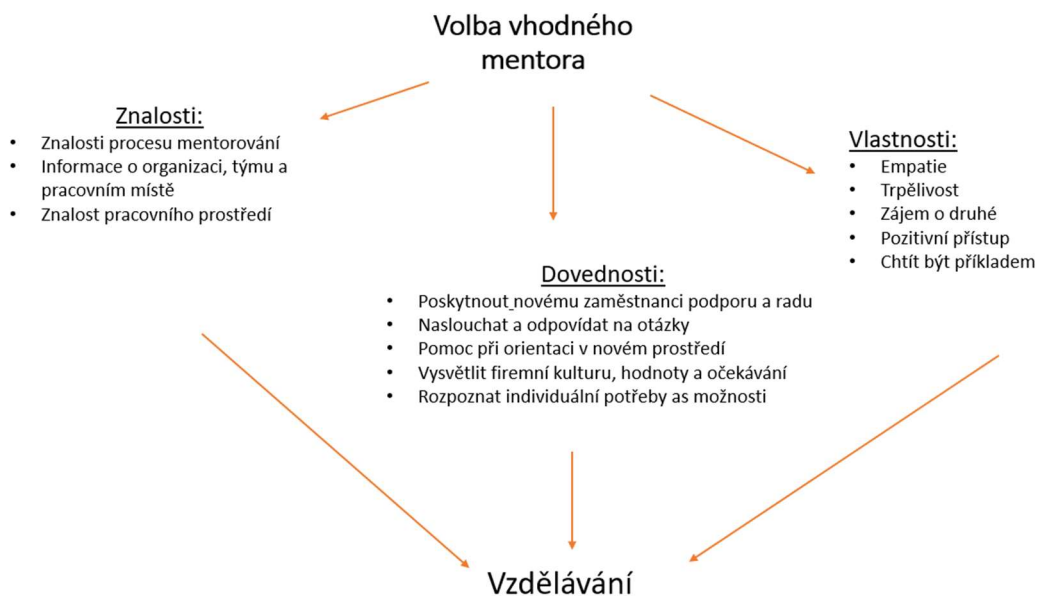 Volba vhodného
mentora
Znalosti:
• Znalosti procesu mentorování
• Informace o organizaci, týmu a
pracovním místě
• Znalost pracovního prostředí
Dovednosti:
• Poskytnout novému zaměstnanci podporu a radu
• Naslouchat a odpovídat na otázky
• Pomoc při orientaci v novém prostředí
• Vysvětlit firemní kulturu, hodnoty a očekávání
• Rozpoznat individuální potřeby as možnosti
Vlastnosti:
• Empatie
• Trpělivost
• Zájem o druhé
• Pozitivní přístup
• Chtít být příkladem
Vzdělávání